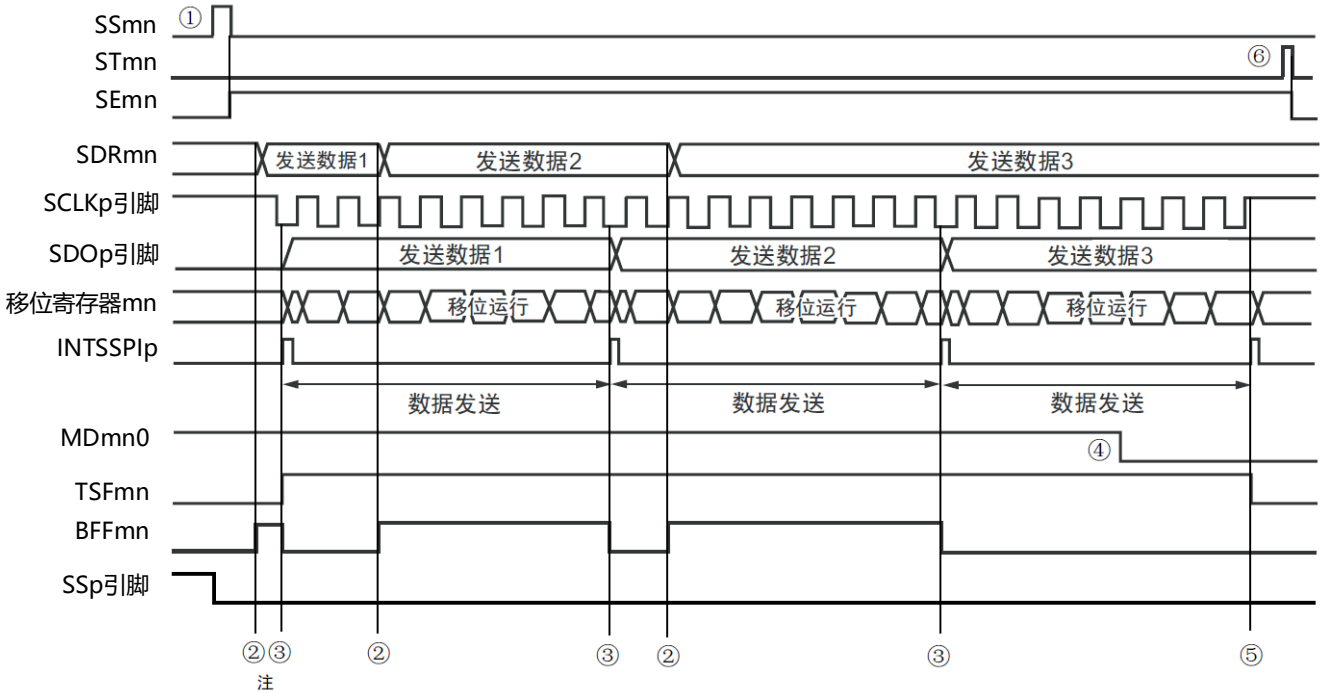 ① SSmn
STmn ⑥
SEmn
SDRmn 发送数据1 发送数据2 发送数据3
SCLKp引脚
SDOp引脚 发送数据1 发送数据2 发送数据3
移位寄存器mn 移位运行 移位运行 移位运行
INTSSPIp
数据发送 数据发送 数据发送
MDmn0 ④
TSFmn
BFFmn
SSp引脚
②③ ② ③ ② ③ ⑤
注